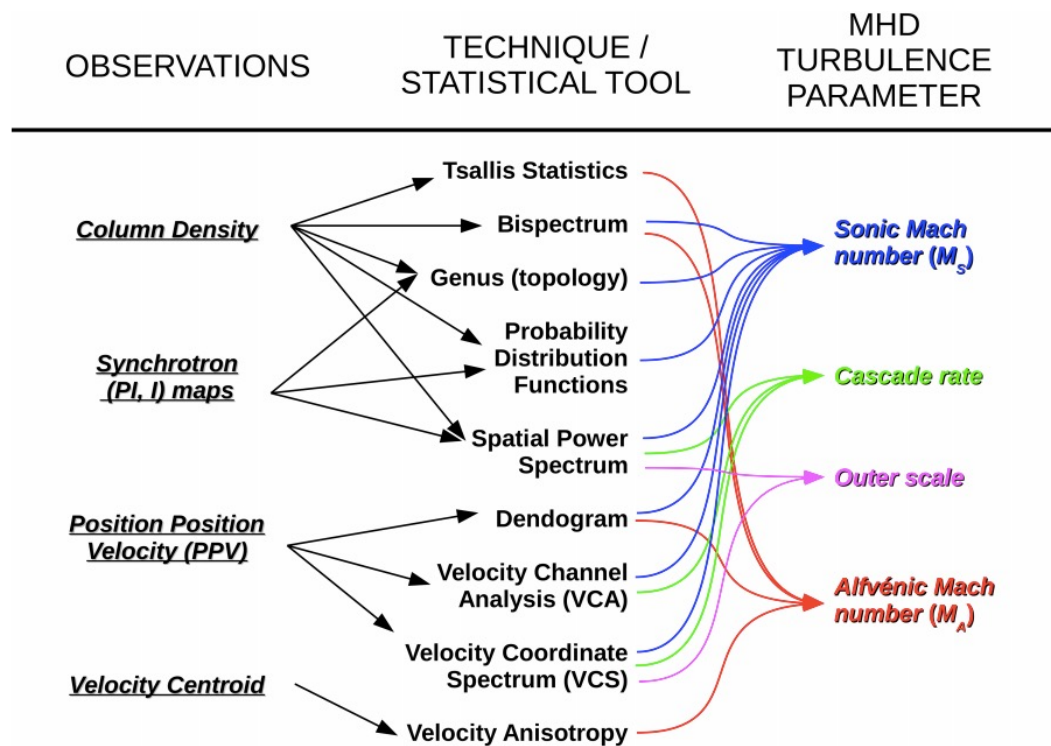 OBSERVATIONS
TECHNIQUE /
STATISTICAL TOOL
MHD
TURBULENCE
PARAMETER
Column Density
Synchrotron
(PI, I) maps
Position Position
Velocity (PPV)
Velocity Centroid
Tsallis Statistics
Bispectrum
Genus (topology)
Probability
Distribution
Functions
Spatial Power
Spectrum
Dendogram
Velocity Channel
Analysis (VCA)
Velocity Coordinate
Spectrum (VCS)
Velocity Anisotropy
Sonic Mach
number (M_S)
Cascade rate
Outer scale
Alfvénic Mach
number (M_A)